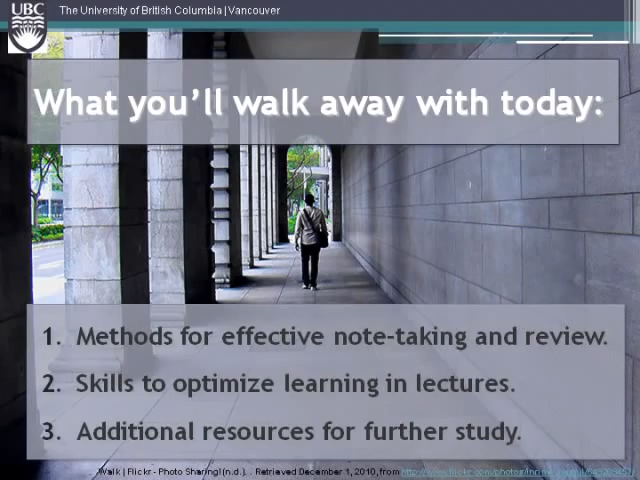 UBC
The University of British Columbia | Vancouver
What you'll walk away with today:
1. Methods for effective note-taking and review.
2. Skills to optimize learning in lectures.
3. Additional resources for further study.
Walk | Flickr - Photo Sharing! (n.d.). . Retrieved December 1, 2010, from